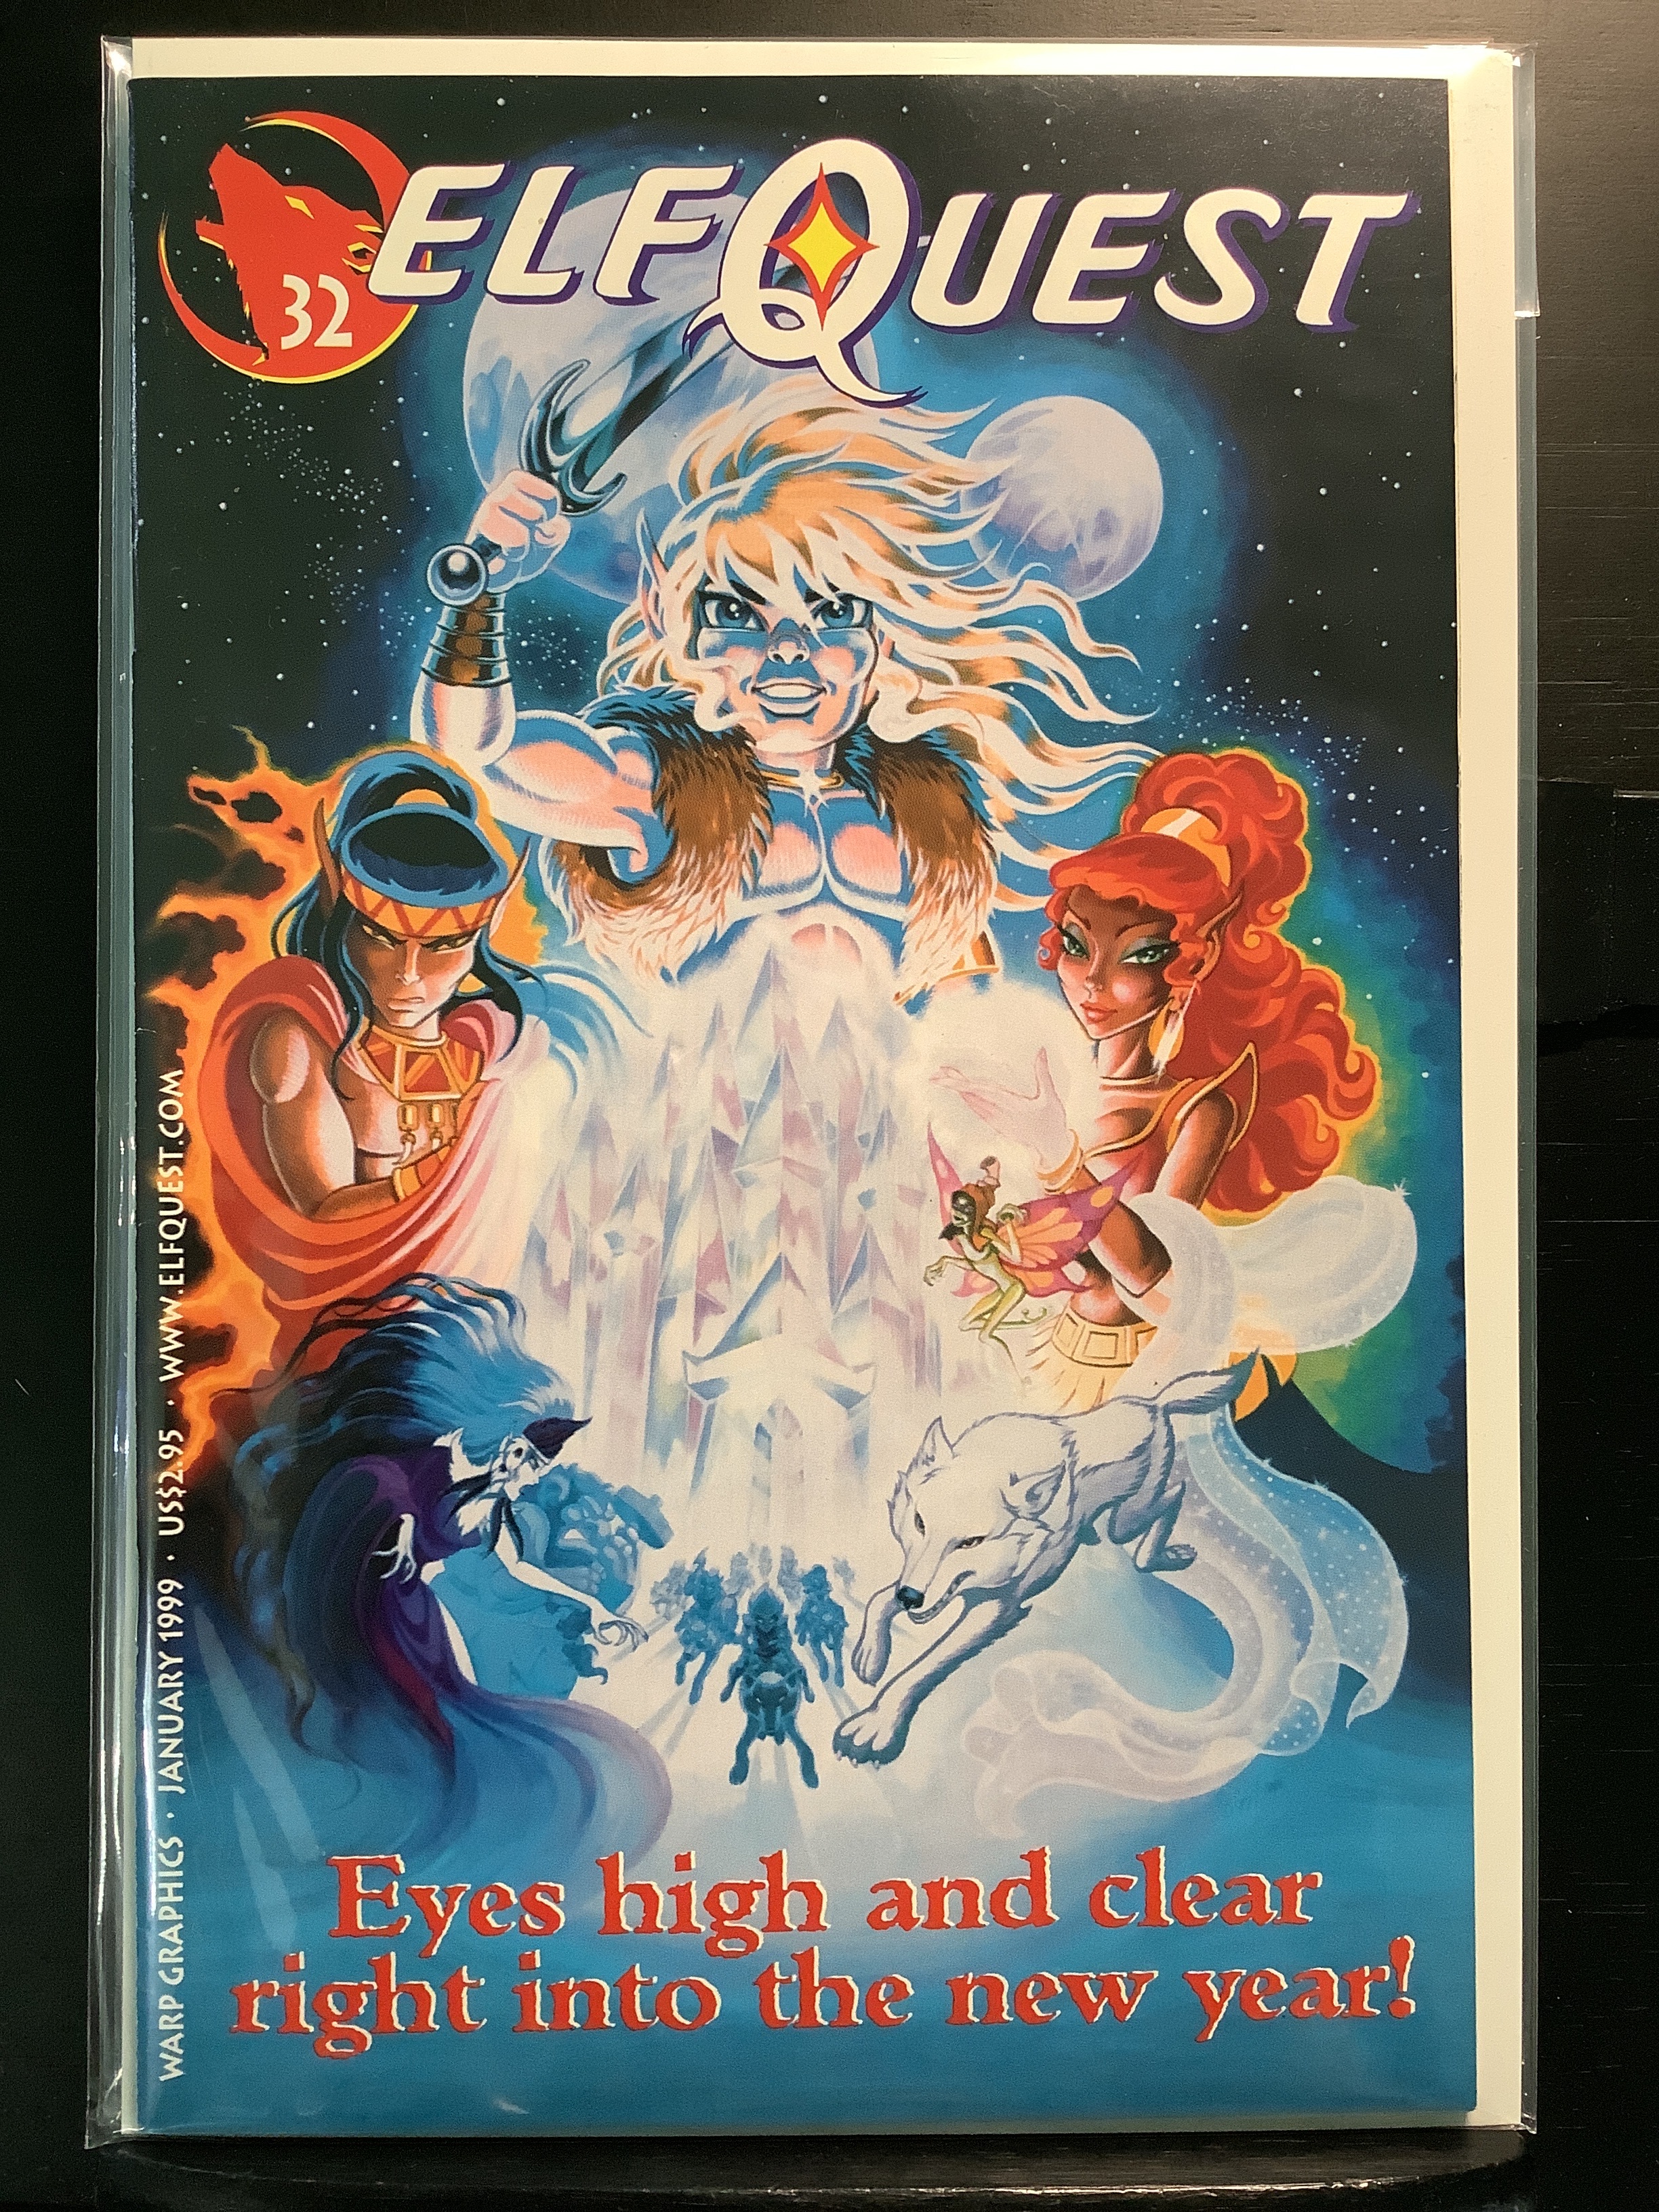 32
ELFQUEST
WARP GRAPHICS · JANUARY 1999 · US$2.95 · WWW.ELFQUEST.COM
Eyes high and clear
right into the new year!